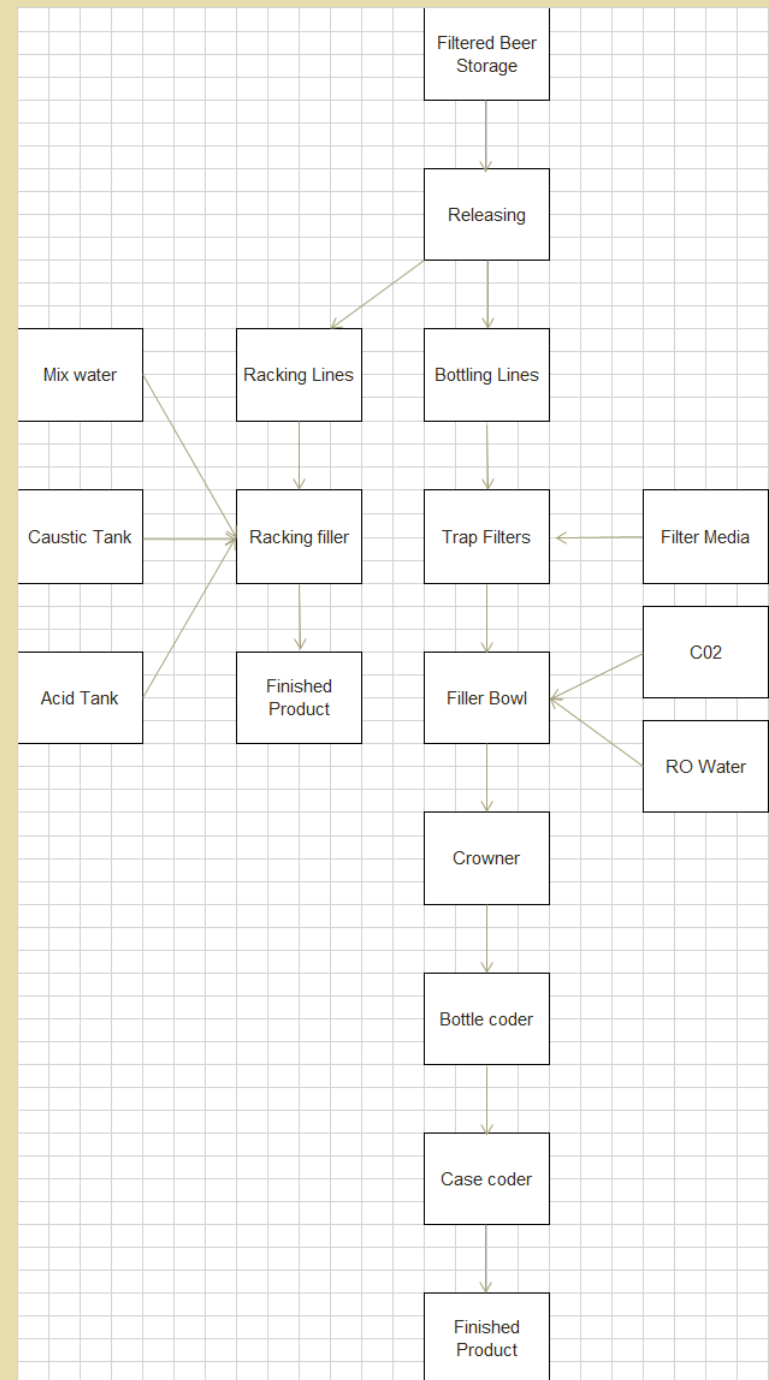 Filtered Beer
Storage
Releasing
Mix water
Racking Lines
Bottling Lines
Caustic Tank
Racking filler
Trap Filters
Filter Media
Acid Tank
Finished
Product
Filler Bowl
C02
RO Water
Crowner
Bottle coder
Case coder
Finished
Product